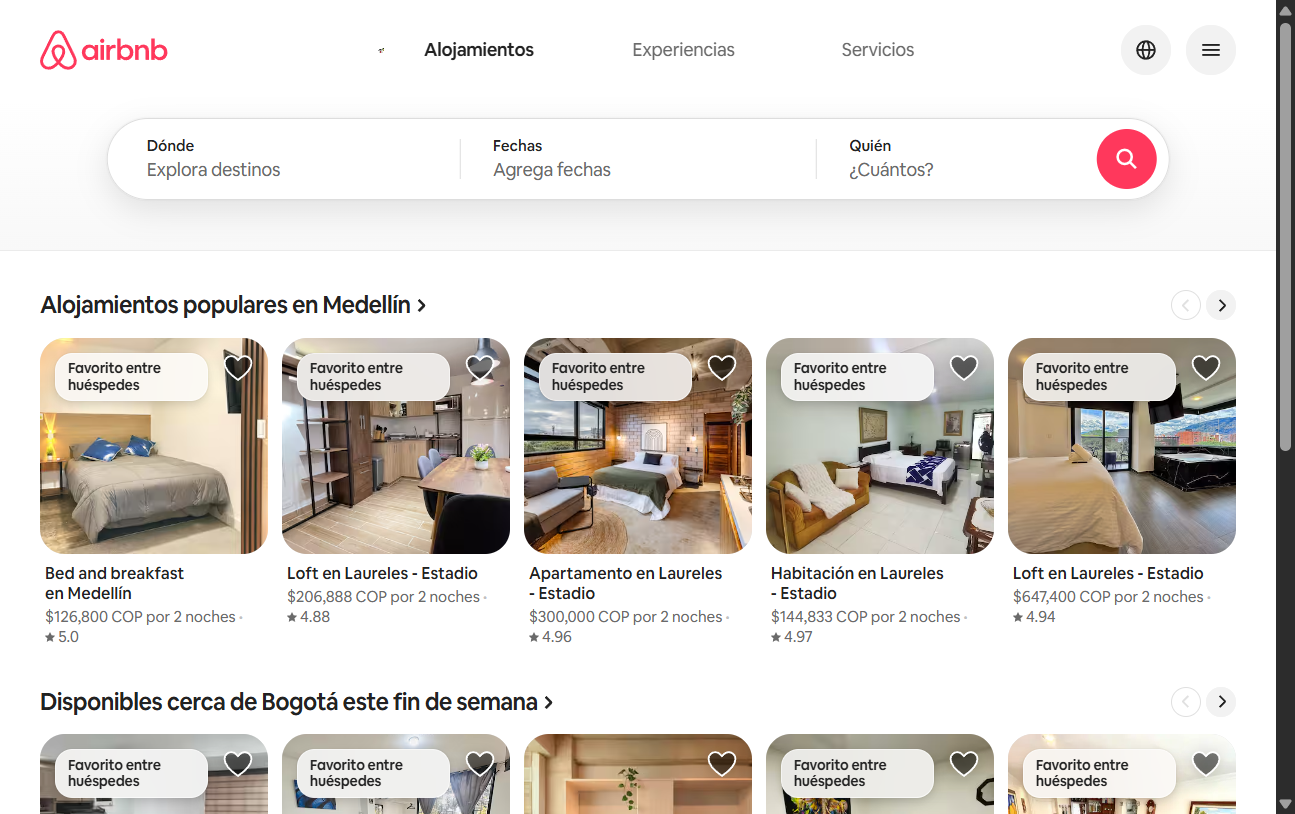 airbnb
Alojamientos
Experiencias
Servicios
Dónde
Explora destinos
Fechas
Agrega fechas
Quién
¿Cuántos?
Alojamientos populares en Medellín
Favorito entre
huéspedes
Favorito entre
huéspedes
Favorito entre
huéspedes
Favorito entre
huéspedes
Favorito entre
huéspedes
Bed and breakfast
en Medellín
$126,800 COP por 2 noches ·
★ 5.0
Loft en Laureles - Estadio
$206,888 COP por 2 noches ·
★ 4.88
Apartamento en Laureles
- Estadio
$300,000 COP por 2 noches ·
★ 4.96
Habitación en Laureles
- Estadio
$144,833 COP por 2 noches ·
★ 4.97
Loft en Laureles - Estadio
$647,400 COP por 2 noches ·
★ 4.94
Disponibles cerca de Bogotá este fin de semana
Favorito entre
huéspedes
Favorito entre
huéspedes
Favorito entre
huéspedes
Favorito entre
huéspedes